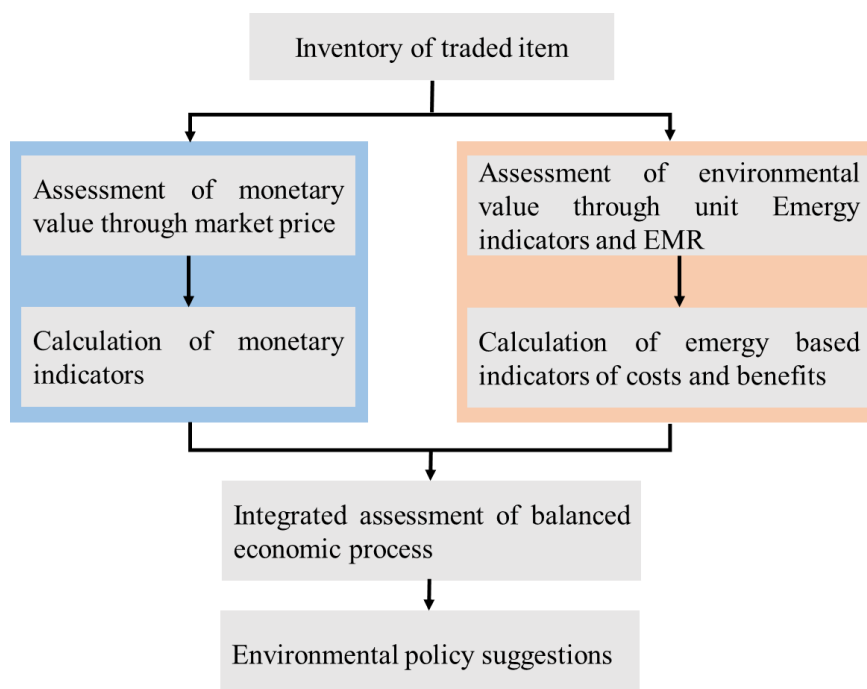 Inventory of traded item
Assessment of monetary
value through market price
Calculation of monetary
indicators
Assessment of environmental
value through unit Emergy
indicators and EMR
Calculation of emergy based
indicators of costs and benefits
Integrated assessment of balanced
economic process
Environmental policy suggestions